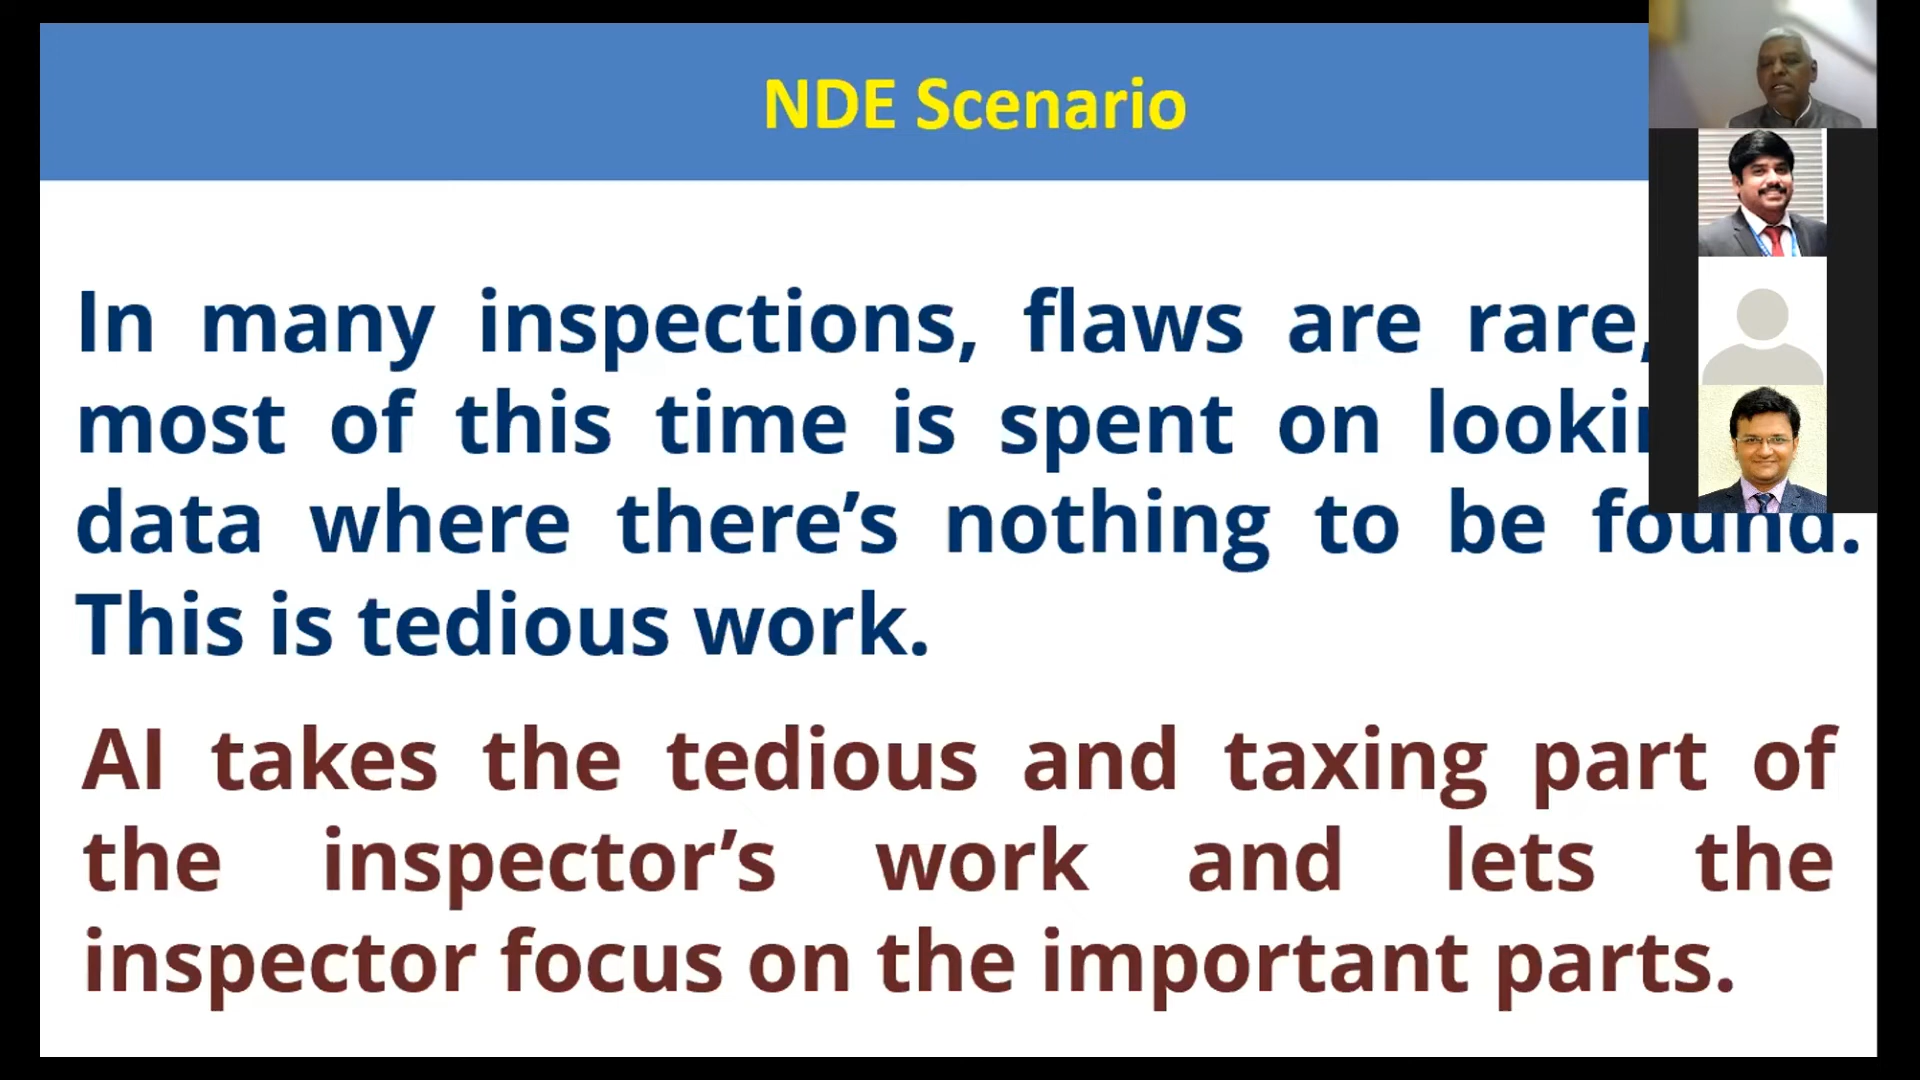 NDE Scenario
In many inspections, flaws are rare,
most of this time is spent on
data where there’s nothing to be found.
This is tedious work.
AI takes the tedious and taxing part of
the inspector’s work and lets the
inspector focus on the important parts.